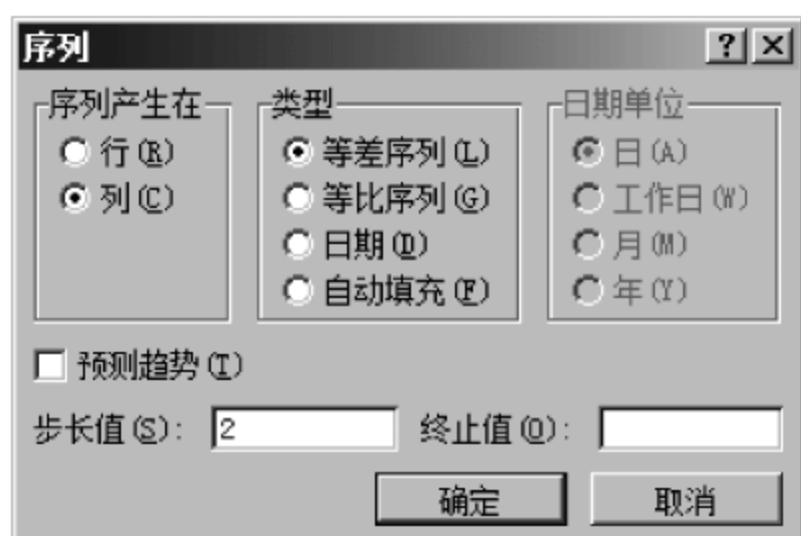 序列
序列产生在 类型 日期单位
行(R) 等差序列(L) 日(A)
列(C) 等比序列(G) 工作日(W)
日期(D) 月(M)
自动填充(F) 年(Y)
预测趋势(T)
步长值(S): 2 终止值(O):
确定 取消